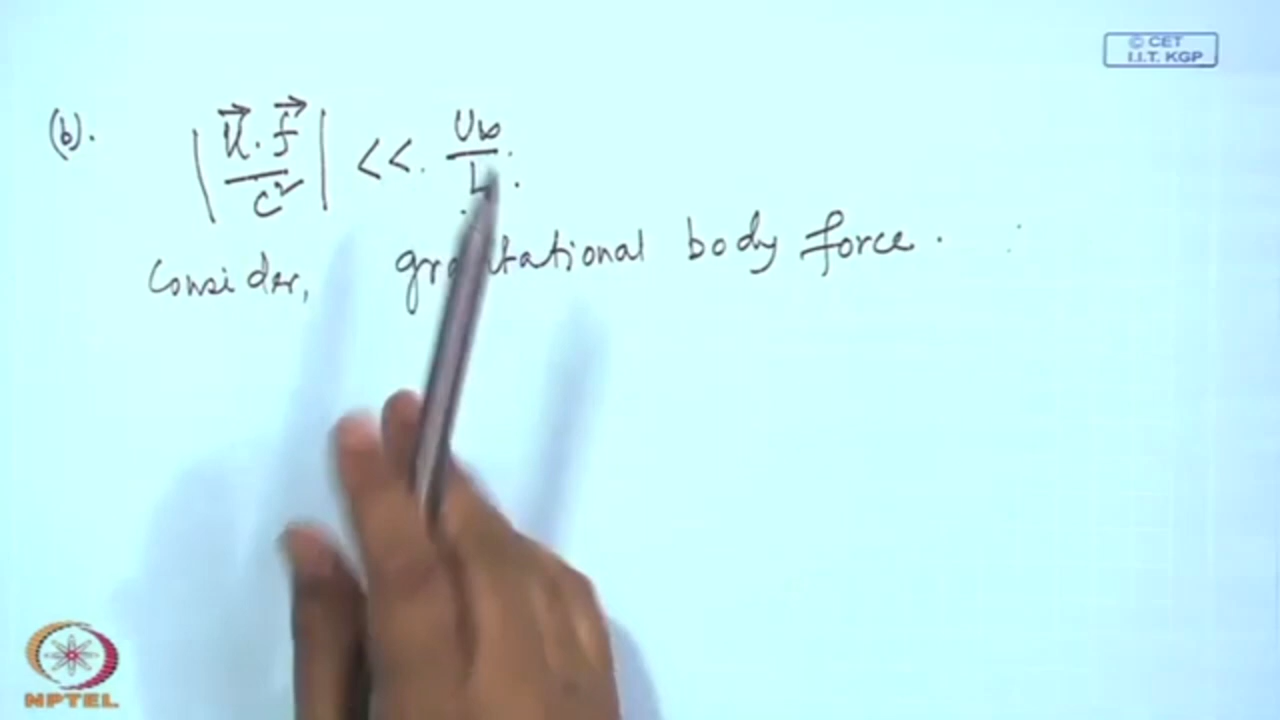 © CET
I.I.T. KGP
(b). | u⃗·f⃗ / c² | << U∞ / L
Consider, gravitational body force.
NPTEL